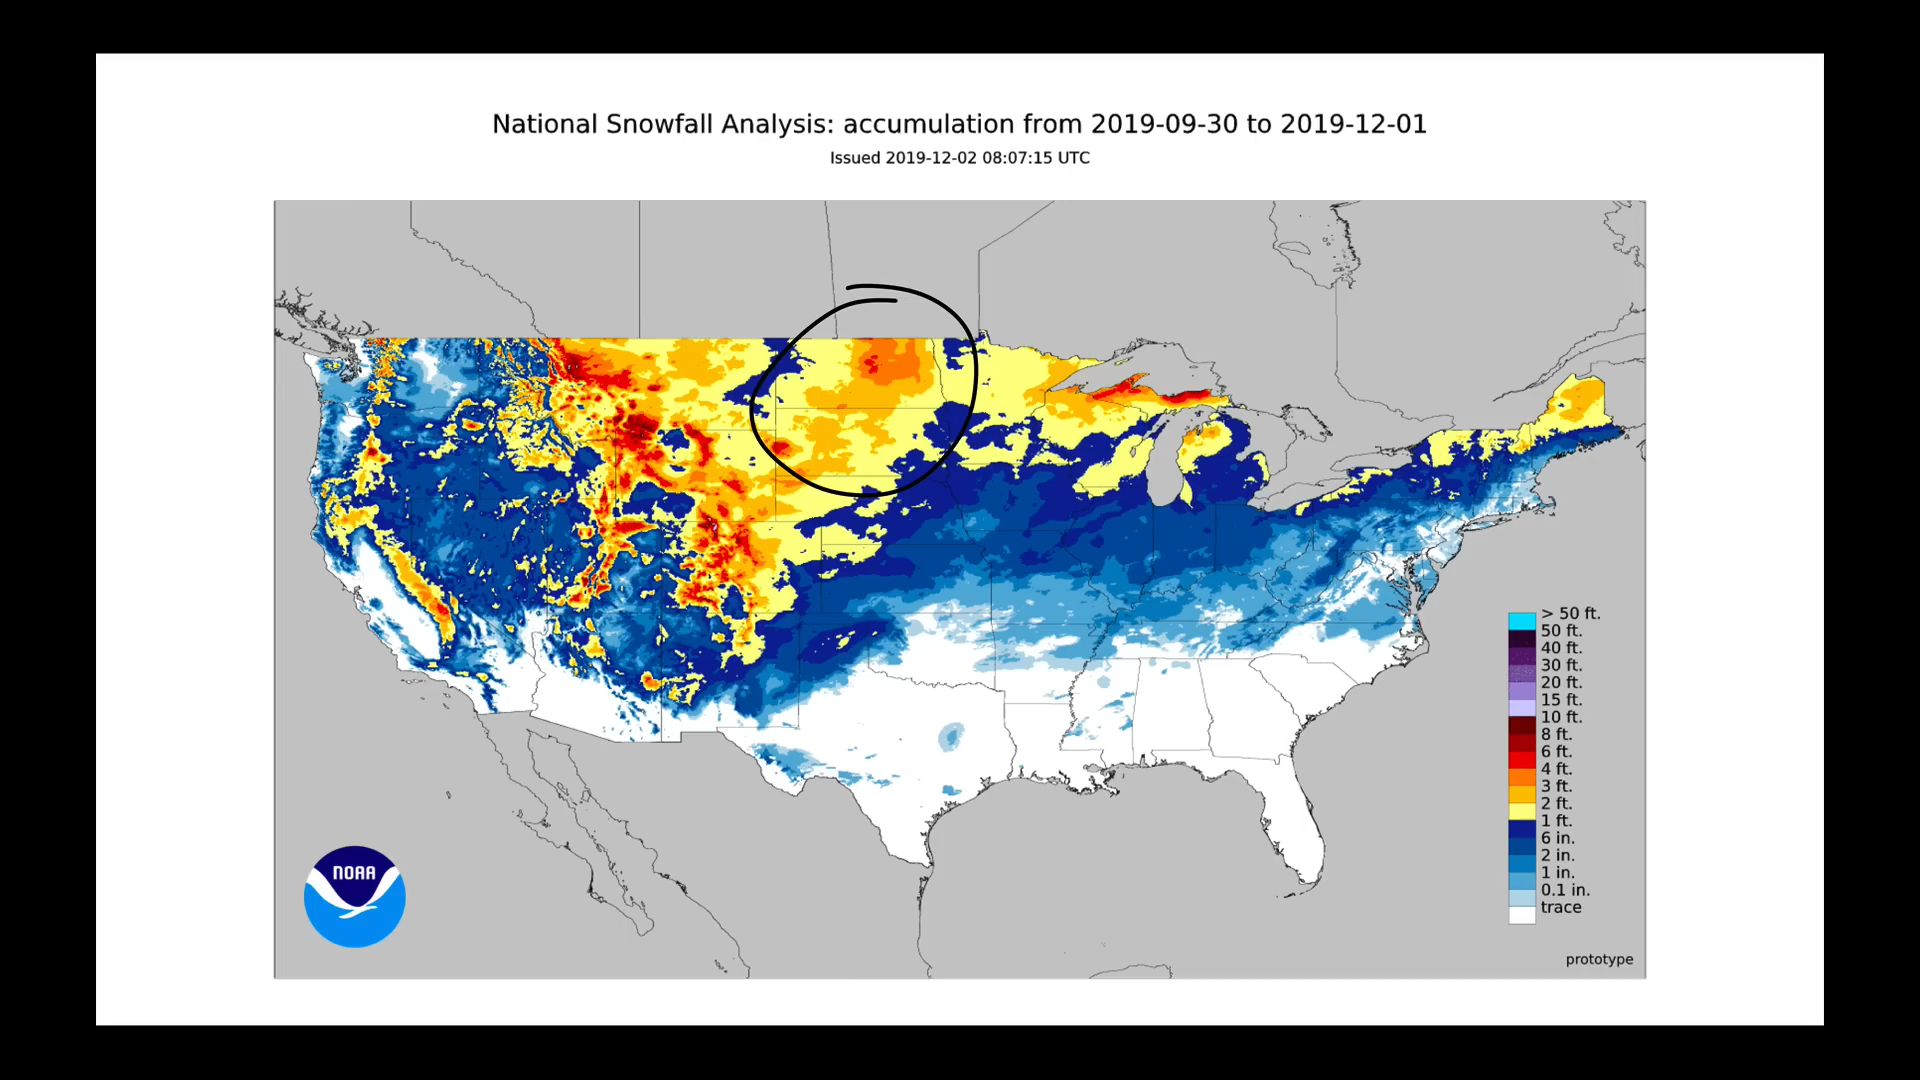 National Snowfall Analysis: accumulation from 2019-09-30 to 2019-12-01
Issued 2019-12-02 08:07:15 UTC
> 50 ft.
50 ft.
40 ft.
30 ft.
20 ft.
15 ft.
10 ft.
8 ft.
6 ft.
4 ft.
3 ft.
2 ft.
1 ft.
6 in.
2 in.
1 in.
0.1 in.
trace
NOAA
prototype